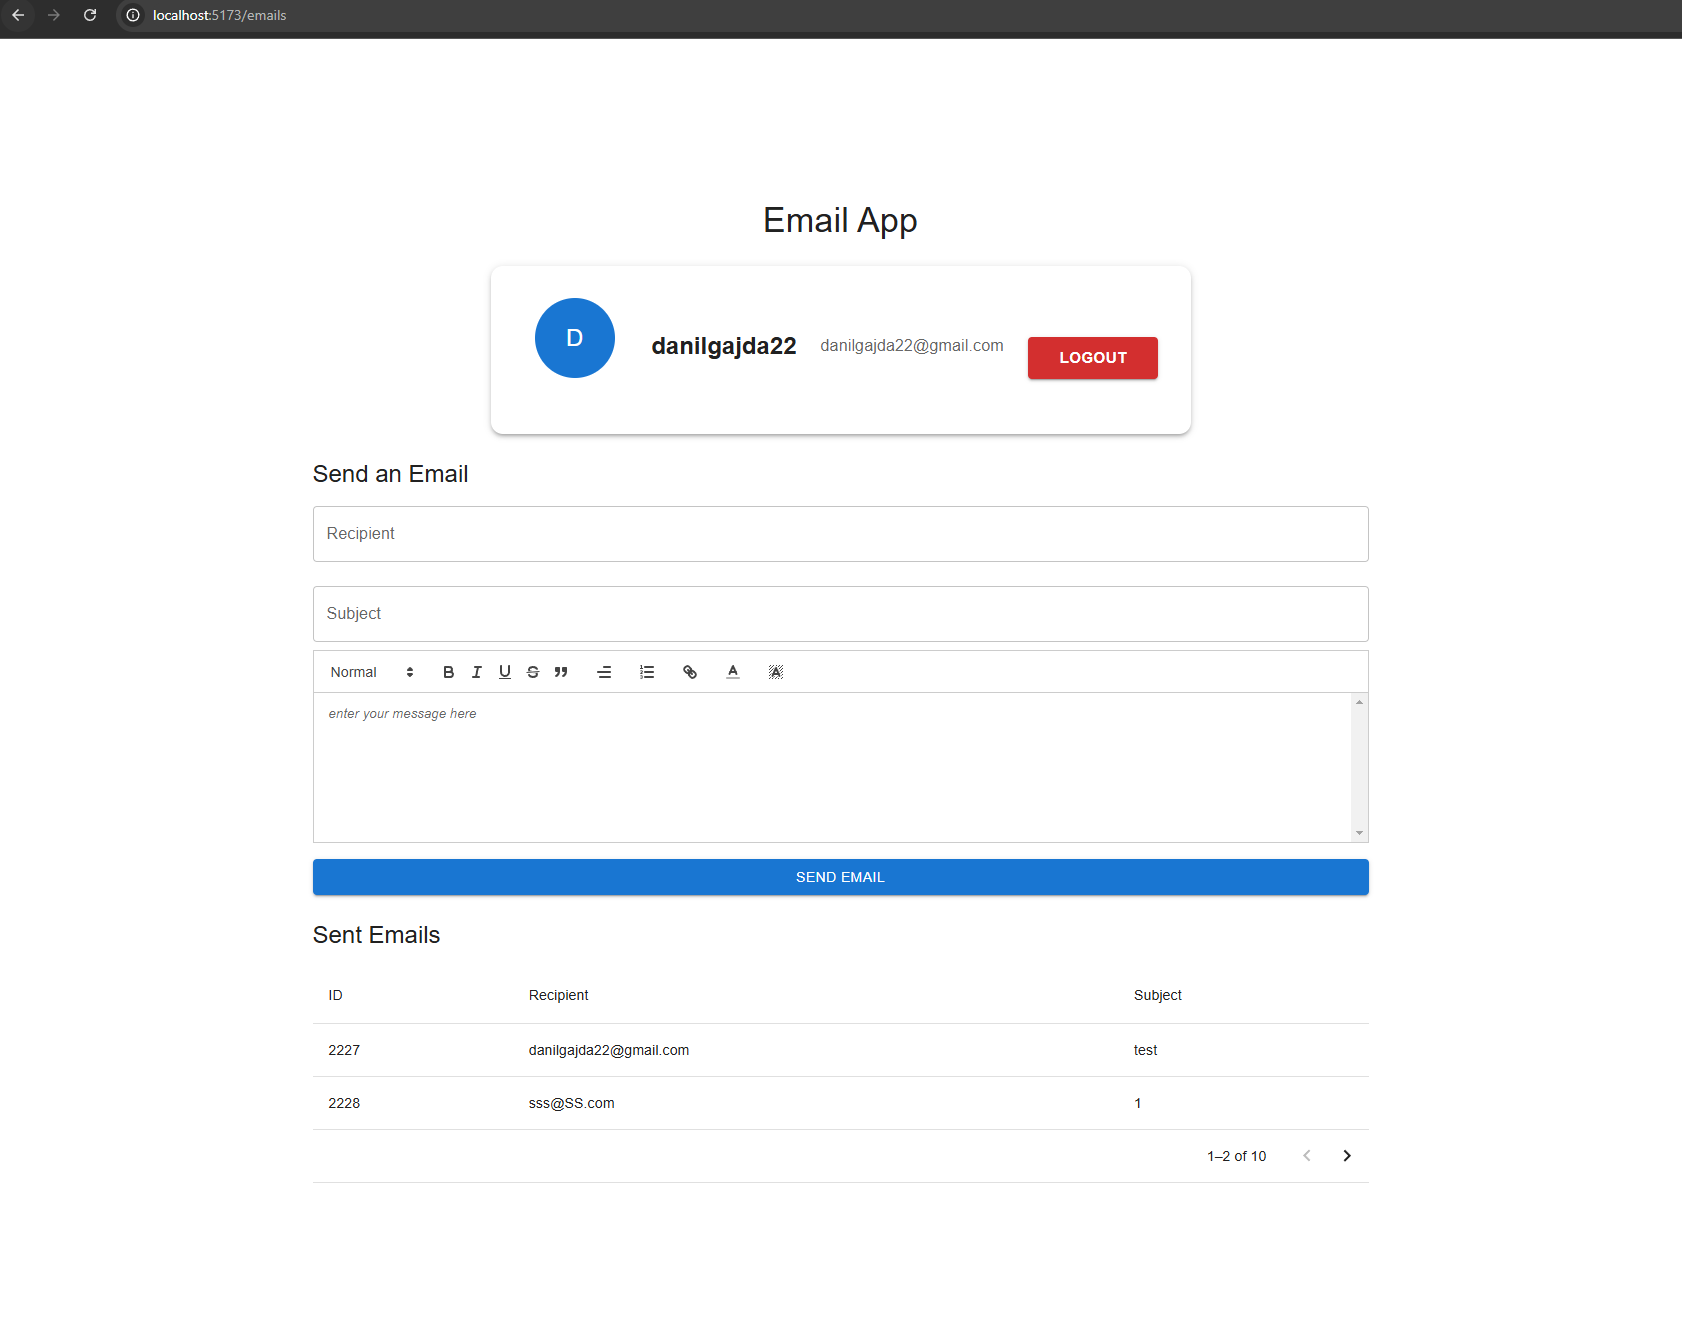 localhost:5173/emails
Email App
D
danilgajda22 danilgajda22@gmail.com LOGOUT
Send an Email
Recipient
Subject
Normal
enter your message here
SEND EMAIL
Sent Emails
ID Recipient Subject
2227 danilgajda22@gmail.com test
2228 sss@SS.com 1
1–2 of 10